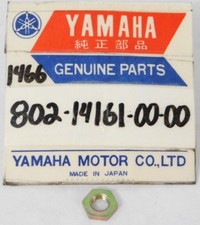 YAMAHA
純正部品
1466 GENUINE PARTS
802-14161-00-00
YAMAHA MOTOR CO.,LTD
MADE IN JAPAN